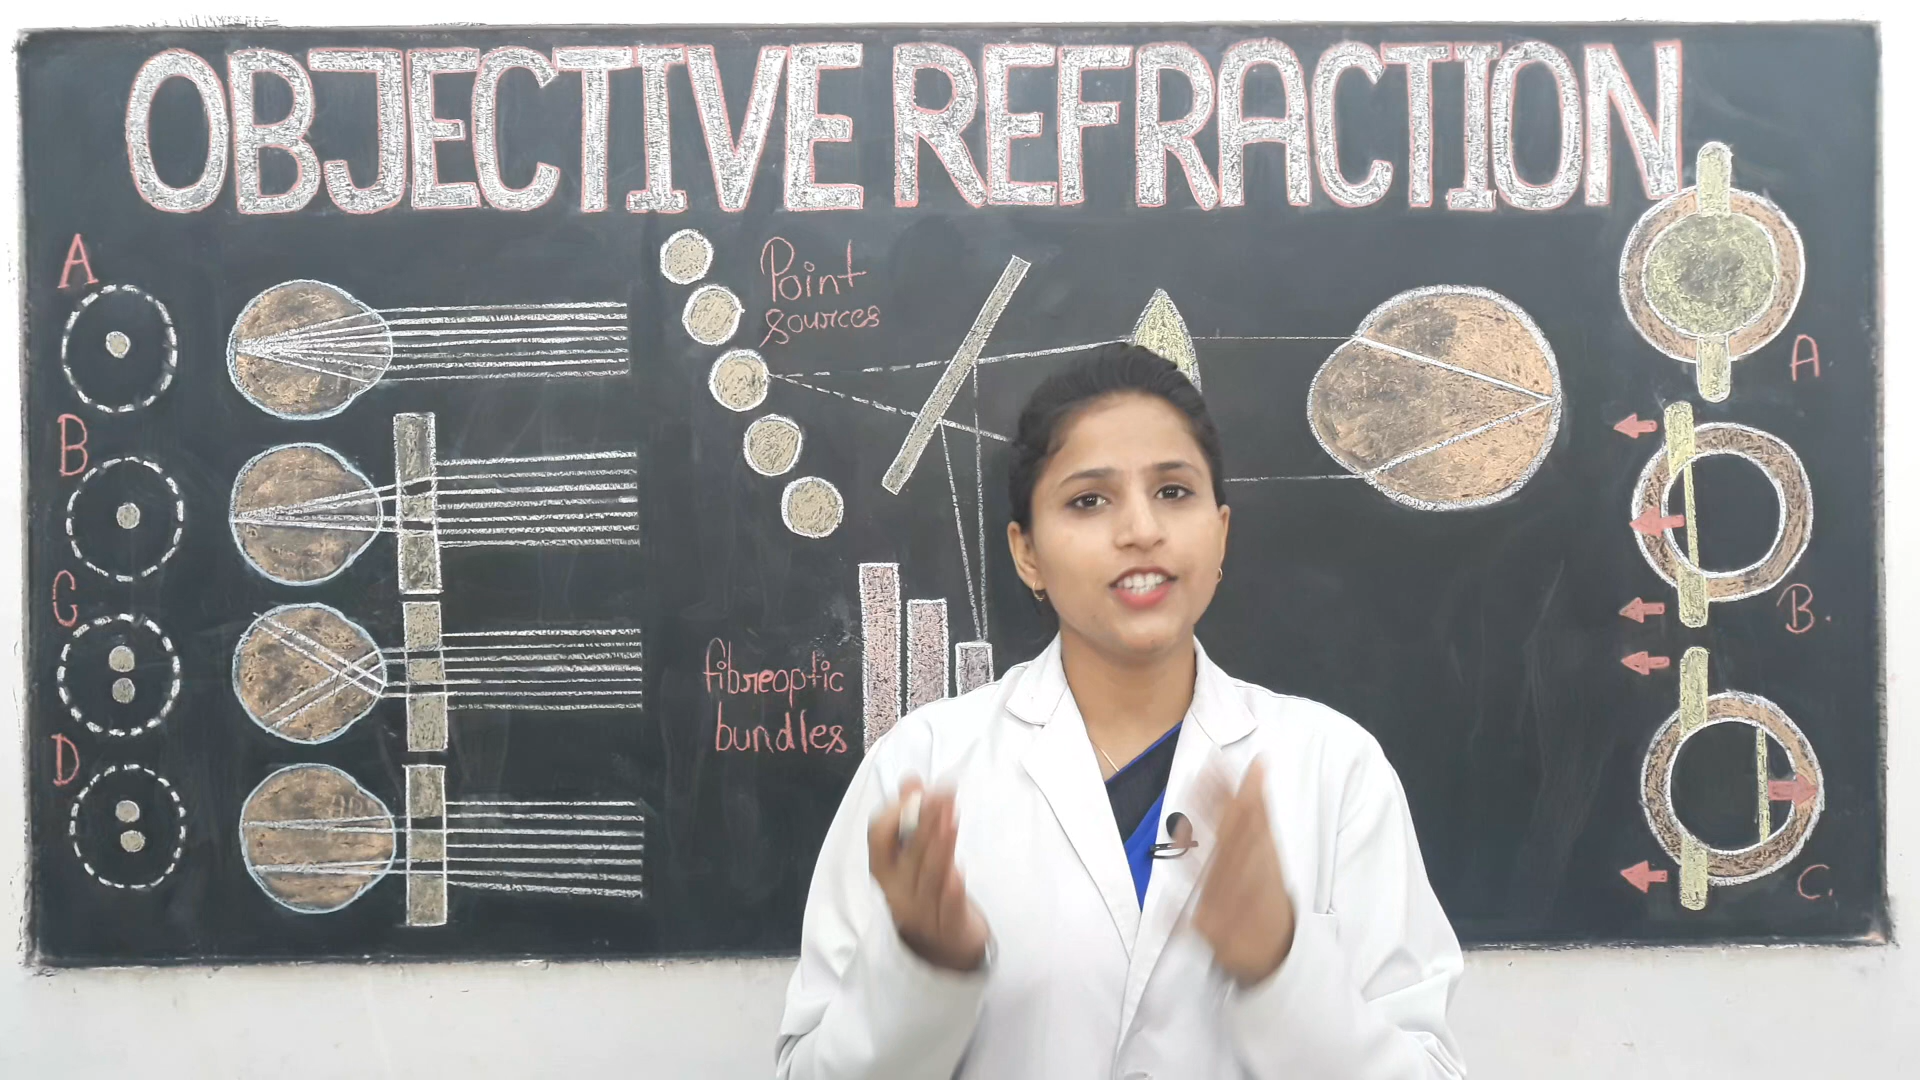 OBJECTIVE REFRACTION
A
B
C
D
Point
sources
fibreoptic
bundles
A.
B.
C.